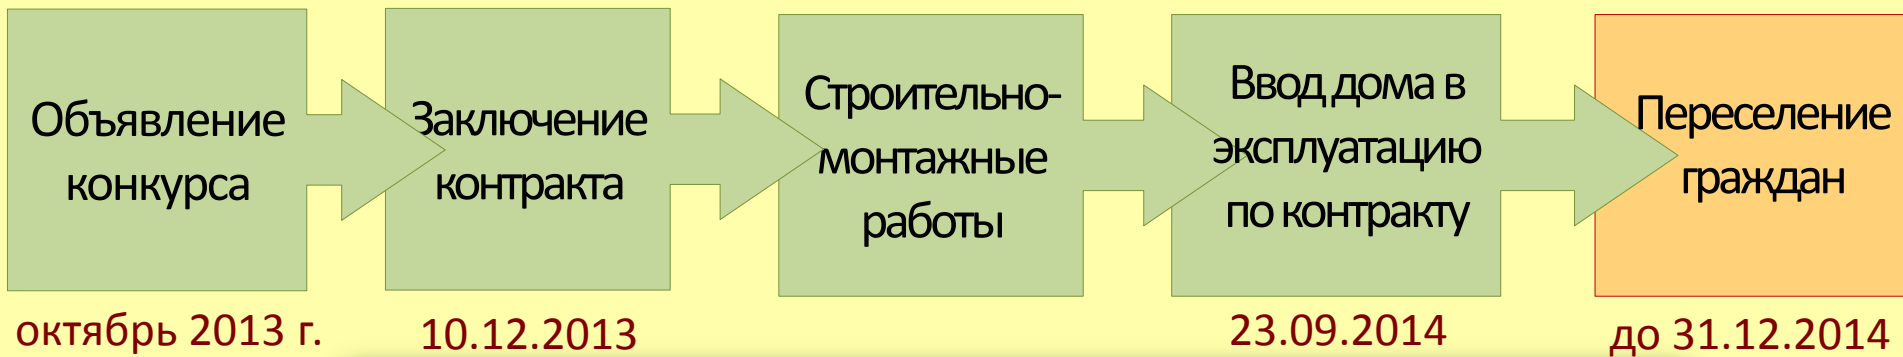 Объявление
конкурса
октябрь 2013 г.
Заключение
контракта
10.12.2013
Строительно-
монтажные
работы
Ввод дома в
эксплуатацию
по контракту
23.09.2014
Переселение
граждан
до 31.12.2014